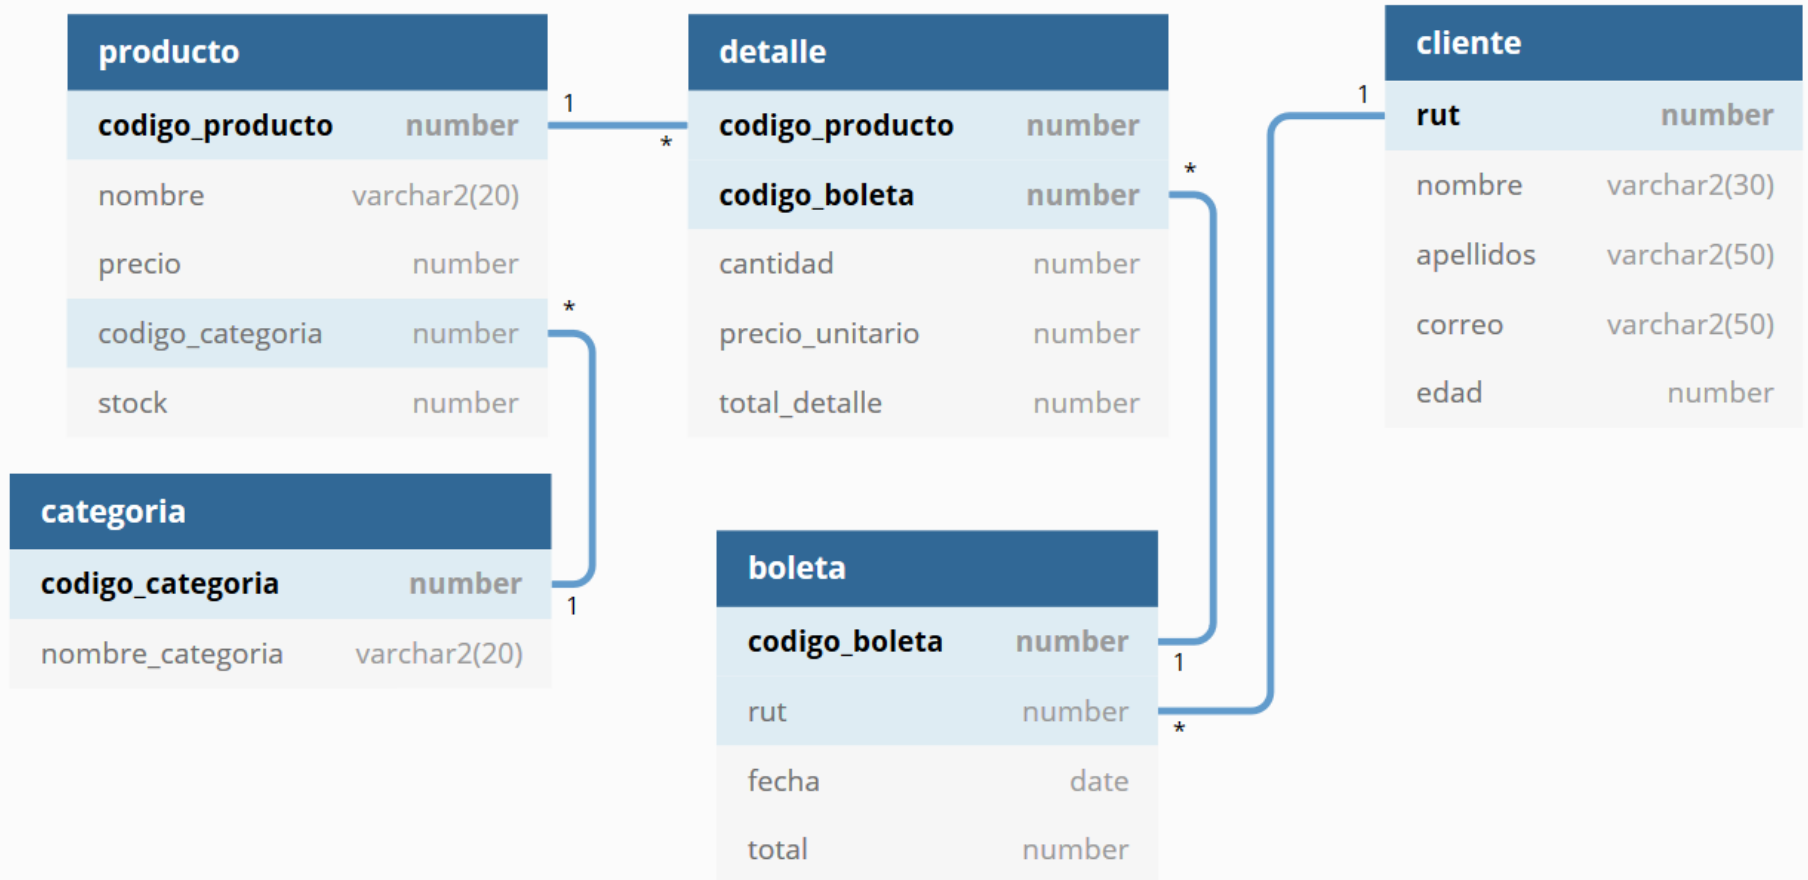 producto
codigo_producto number
nombre varchar2(20)
precio number
codigo_categoria number
stock number
1
*
*
1
categoria
codigo_categoria number
nombre_categoria varchar2(20)
detalle
codigo_producto number
codigo_boleta number
cantidad number
precio_unitario number
total_detalle number
*
1
boleta
codigo_boleta number
rut number
fecha date
total number
*
1
cliente
rut number
nombre varchar2(30)
apellidos varchar2(50)
correo varchar2(50)
edad number